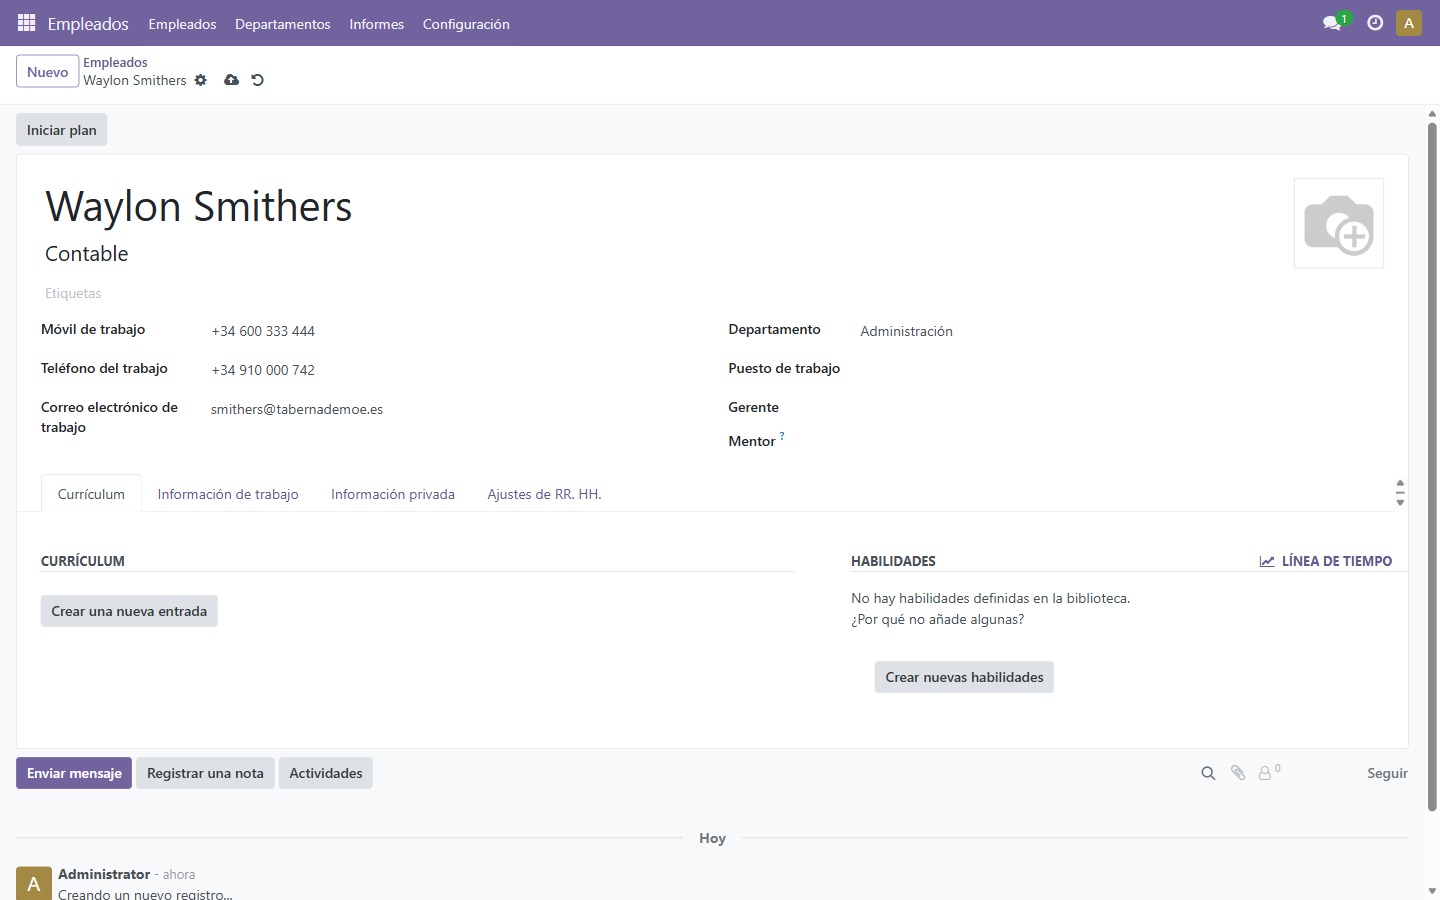 Empleados Empleados Departamentos Informes Configuración 1 A
Nuevo
Empleados
Waylon Smithers
Iniciar plan
Waylon Smithers
Contable
Etiquetas
Móvil de trabajo +34 600 333 444
Teléfono del trabajo +34 910 000 742
Correo electrónico de trabajo smithers@tabernademoe.es
Departamento Administración
Puesto de trabajo
Gerente
Mentor ?
Currículum Información de trabajo Información privada Ajustes de RR. HH.
CURRÍCULUM
Crear una nueva entrada
HABILIDADES LÍNEA DE TIEMPO
No hay habilidades definidas en la biblioteca.
¿Por qué no añade algunas?
Crear nuevas habilidades
Enviar mensaje Registrar una nota Actividades 0 Seguir
Hoy
A
Administrator - ahora
Creando un nuevo registro...